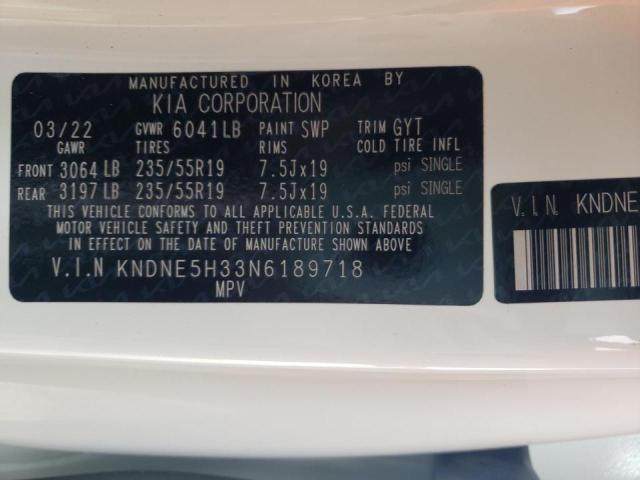 MANUFACTURED IN KOREA BY
KIA CORPORATION
03/22 GVWR 6041LB PAINT SWP TRIM GYT
GAWR TIRES RIMS COLD TIRE INFL
FRONT 3064 LB 235/55R19 7.5Jx19 psi SINGLE
REAR 3197 LB 235/55R19 7.5Jx19 psi SINGLE
THIS VEHICLE CONFORMS TO ALL APPLICABLE U.S.A. FEDERAL
MOTOR VEHICLE SAFETY AND THEFT PREVENTION STANDARDS
IN EFFECT ON THE DATE OF MANUFACTURE SHOWN ABOVE
V.I.N KNDNE5H33N6189718
MPV
V.I.N. KNDNE